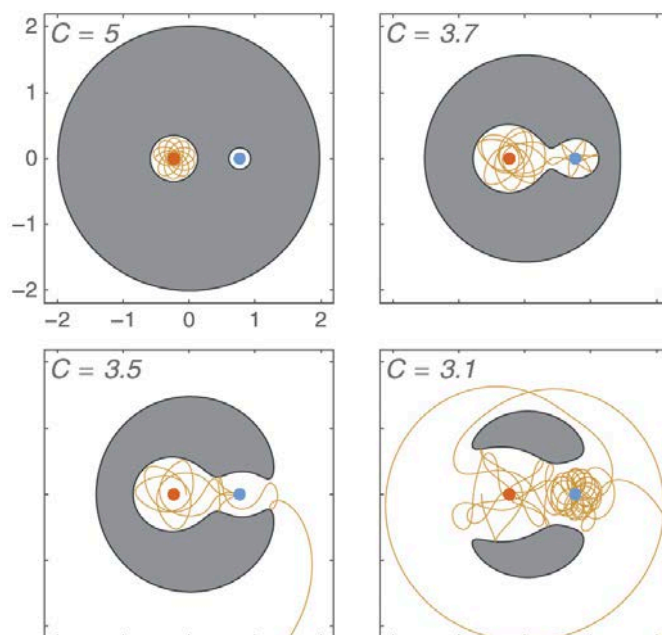 C = 5
C = 3.7
2
1
0
−1
−2
−2 −1 0 1 2
C = 3.5
C = 3.1